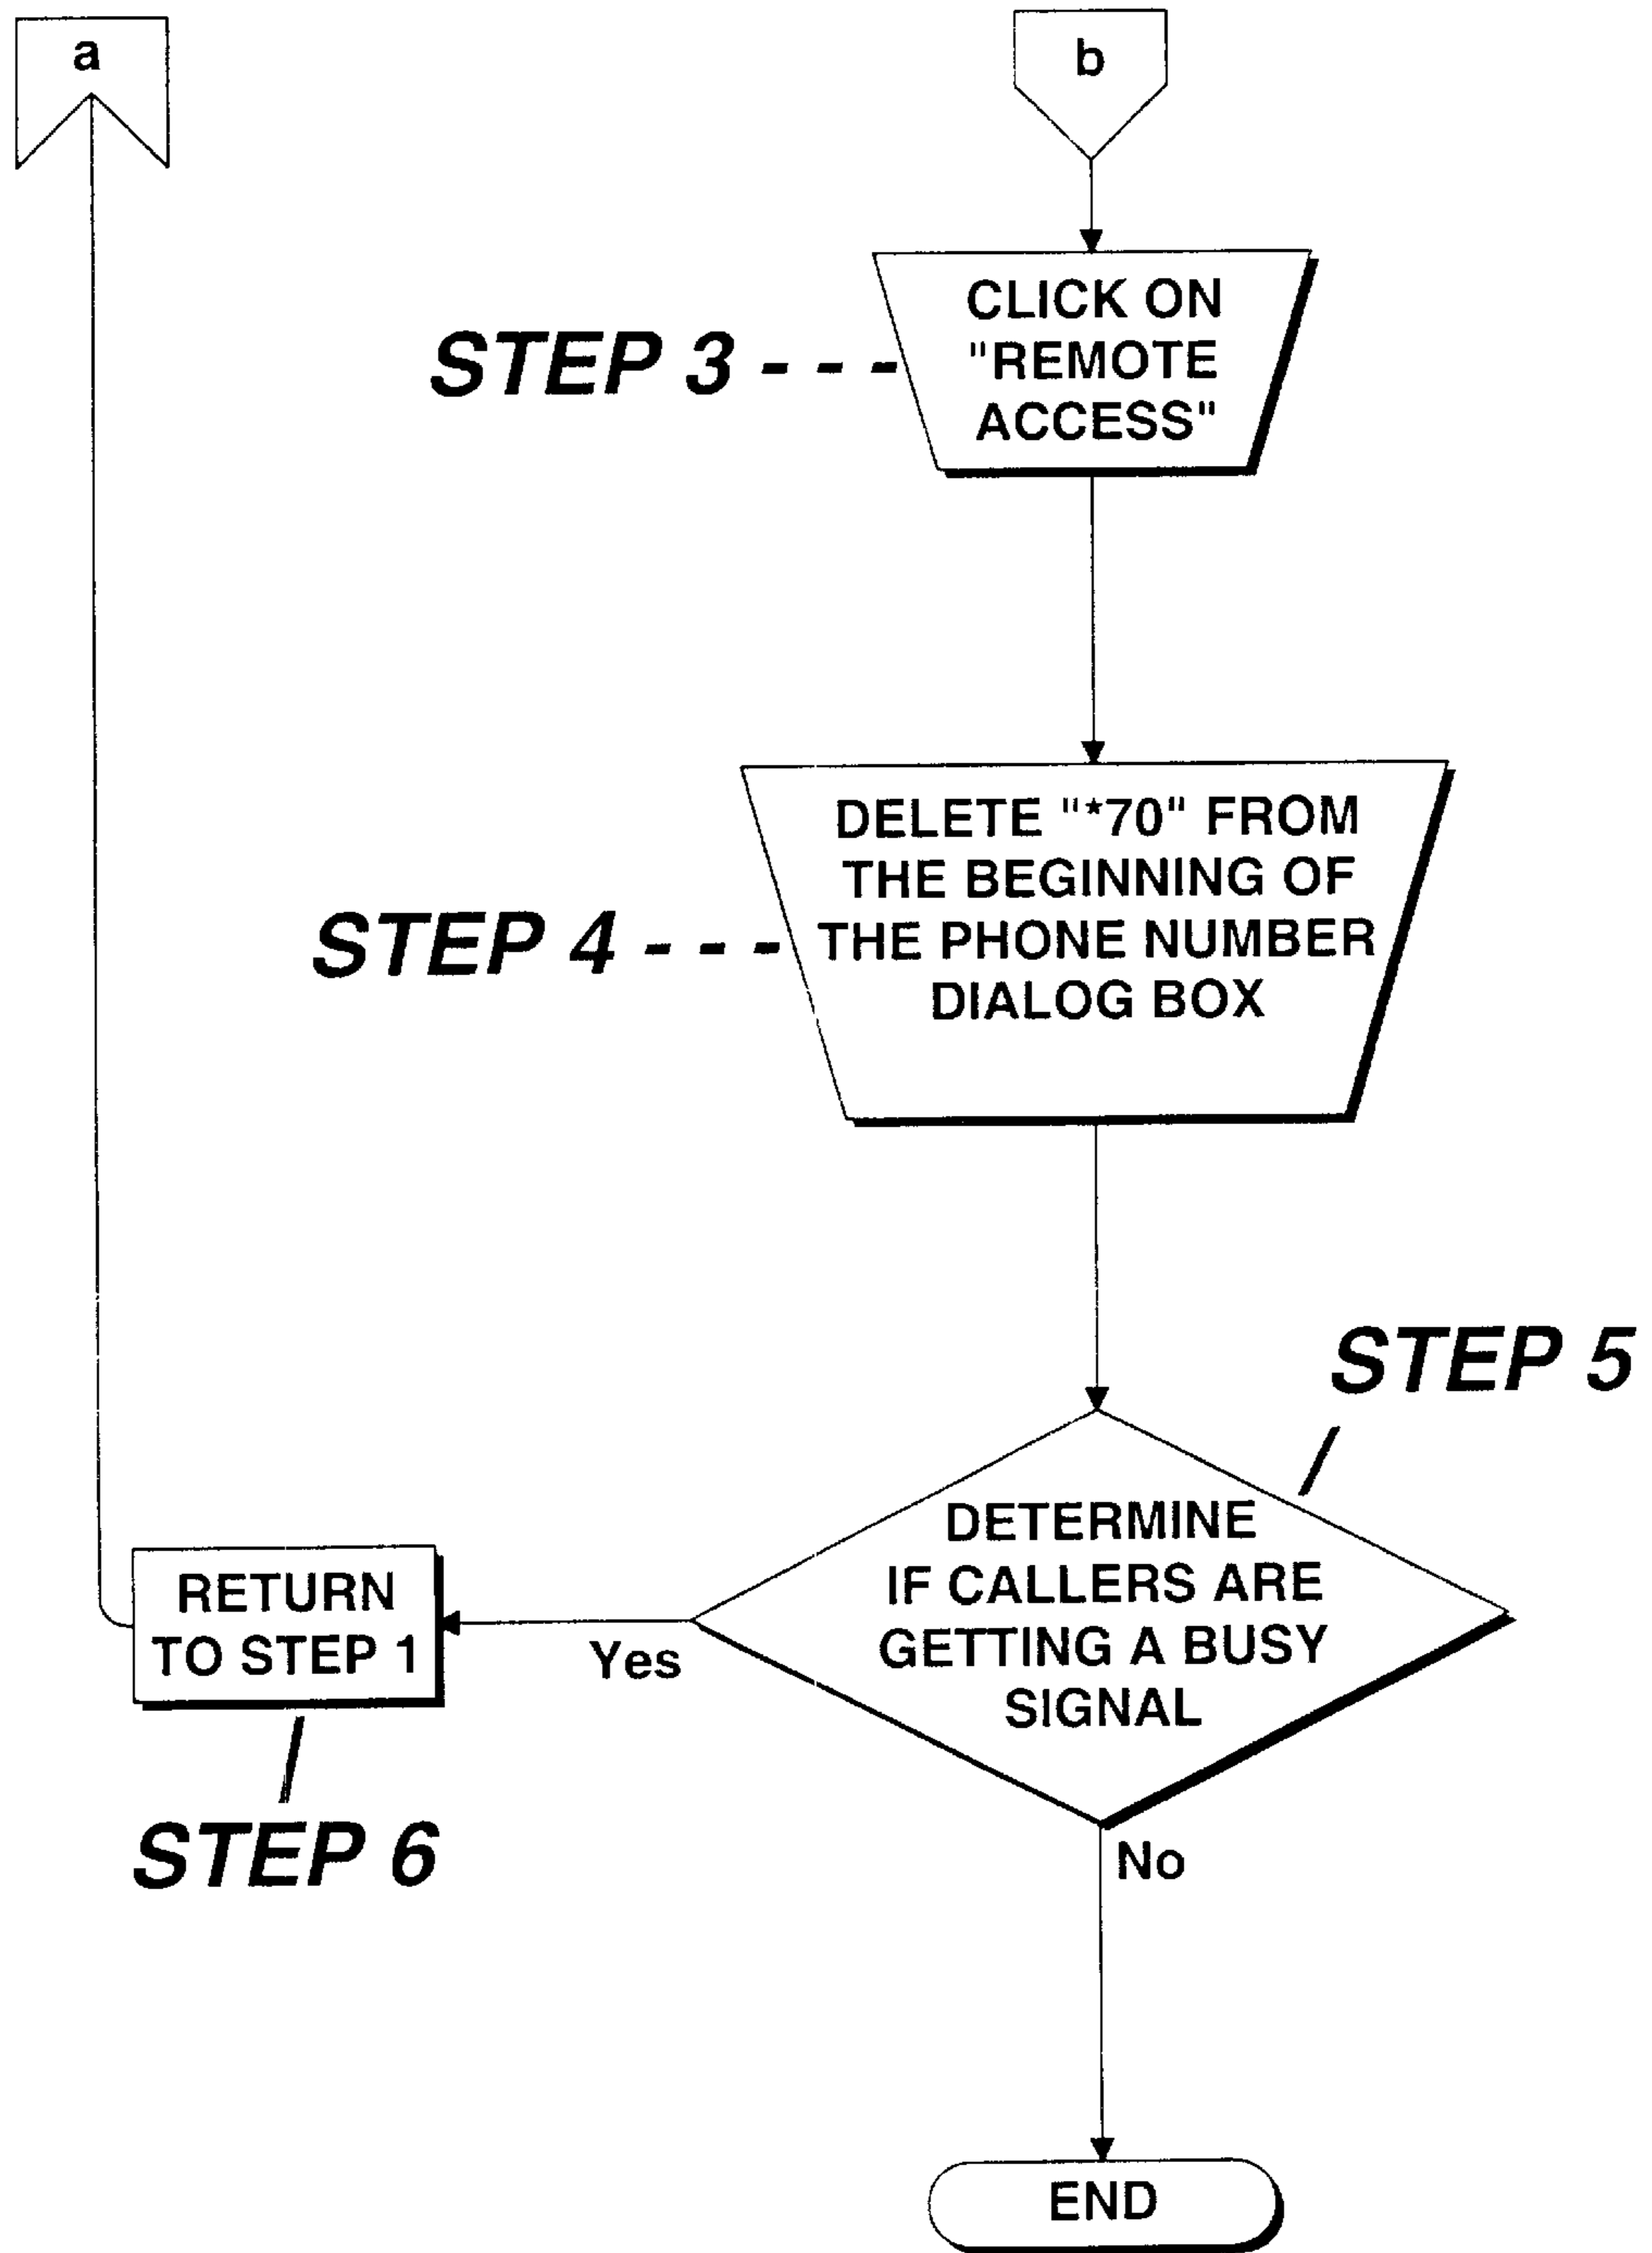 a
b
CLICK ON
"REMOTE
ACCESS"
STEP 3 - - -
DELETE "*70" FROM
THE BEGINNING OF
THE PHONE NUMBER
DIALOG BOX
STEP 4 - - -
STEP 5
DETERMINE
IF CALLERS ARE
GETTING A BUSY
SIGNAL
Yes
RETURN
TO STEP 1
STEP 6
No
END